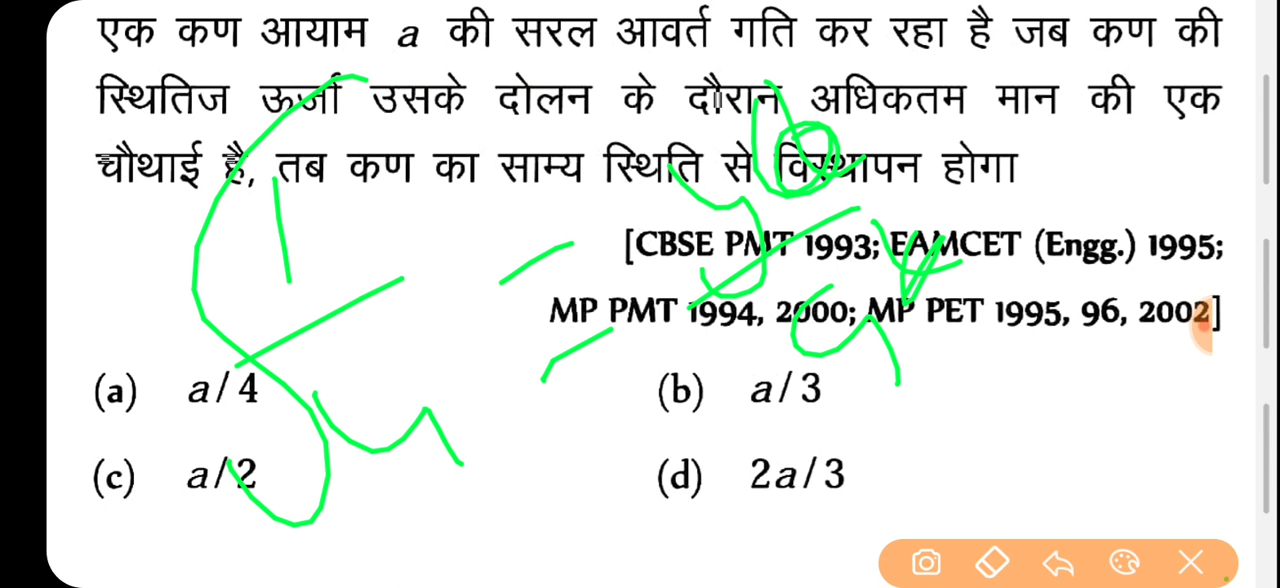 एक कण आयाम a की सरल आवर्त गति कर रहा है जब कण की
स्थितिज ऊर्जा उसके दोलन के दौरान अधिकतम मान की एक
चौथाई है, तब कण का साम्य स्थिति से विस्थापन होगा
[CBSE PMT 1993; EAMCET (Engg.) 1995;
MP PMT 1994, 2000; MP PET 1995, 96, 2002]
(a) a/4 (b) a/3
(c) a/2 (d) 2a/3